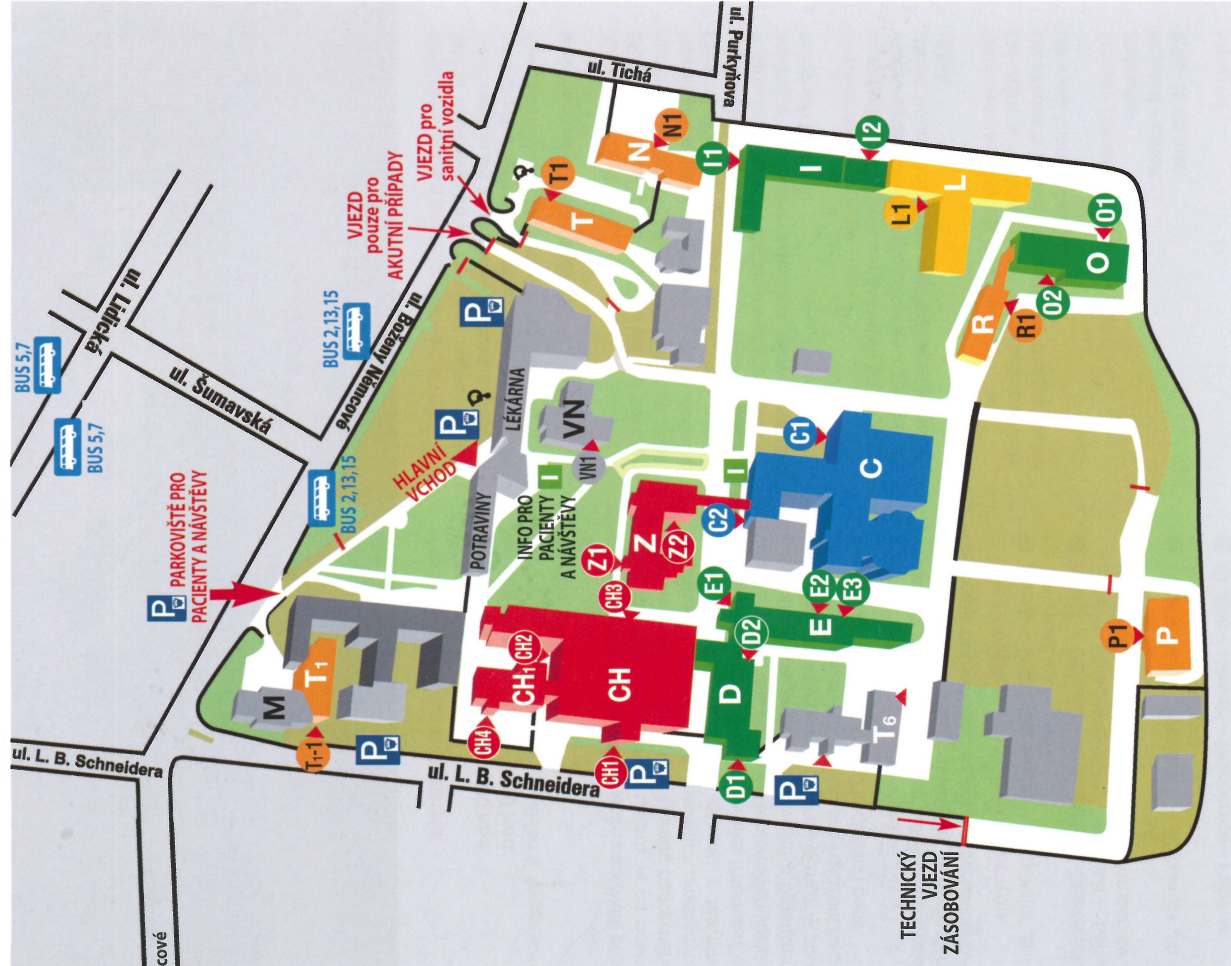 ul. Purkyňova
ul. Tichá
VJEZD pro
sanitní vozidla
VJEZD
pouze pro
AKUTNÍ PŘÍPADY
ul. Lidická
BUS 5,7
BUS 5,7
ul. Šumavská
BUS 2,13,15
ul. Boženy Němcové
BUS 2,13,15
P
PARKOVIŠTĚ PRO
PACIENTY A NÁVŠTĚVY
HLAVNÍ
VCHOD
P
P
LÉKÁRNA
POTRAVINY
VN
VN1
I
INFO PRO
PACIENTY
A NÁVŠTĚVY
T
T1
N
N1
I1
I
I2
L
L1
O1
O
O2
R
R1
C1
C
C2
I
Z1
Z
Z2
CH3
CH2
CH1
CH
CH4
CH1
P
M
T1
T1-1
P
ul. L. B. Schneidera
ul. L. B. Schneidera
E1
E2
E3
E
D2
D
D1
P
T6
P1
P
TECHNICKÝ
VJEZD
ZÁSOBOVÁNÍ
cové